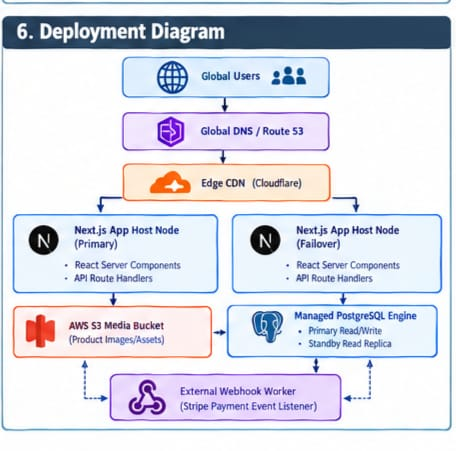 6. Deployment Diagram
Global Users
Global DNS / Route 53
Edge CDN (Cloudflare)
N
Next.js App Host Node
(Primary)
• React Server Components
• API Route Handlers
N
Next.js App Host Node
(Failover)
• React Server Components
• API Route Handlers
AWS S3 Media Bucket
(Product Images/Assets)
Managed PostgreSQL Engine
• Primary Read/Write
• Standby Read Replica
External Webhook Worker
(Stripe Payment Event Listener)